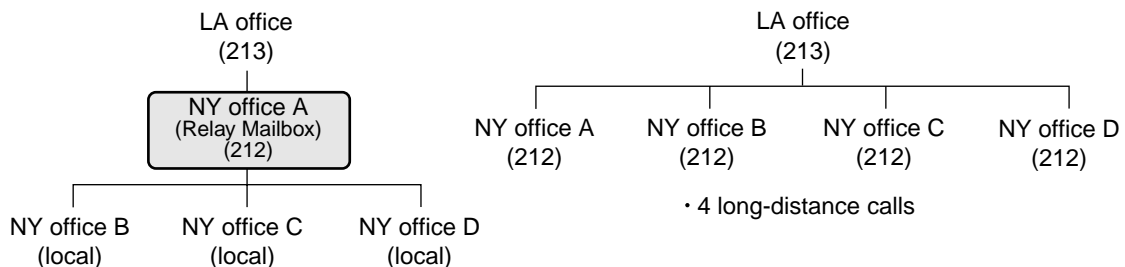 LA office
(213)
NY office A
(Relay Mailbox)
(212)
NY office B
(local)
NY office C
(local)
NY office D
(local)
LA office
(213)
NY office A
(212)
NY office B
(212)
NY office C
(212)
NY office D
(212)
・4 long-distance calls